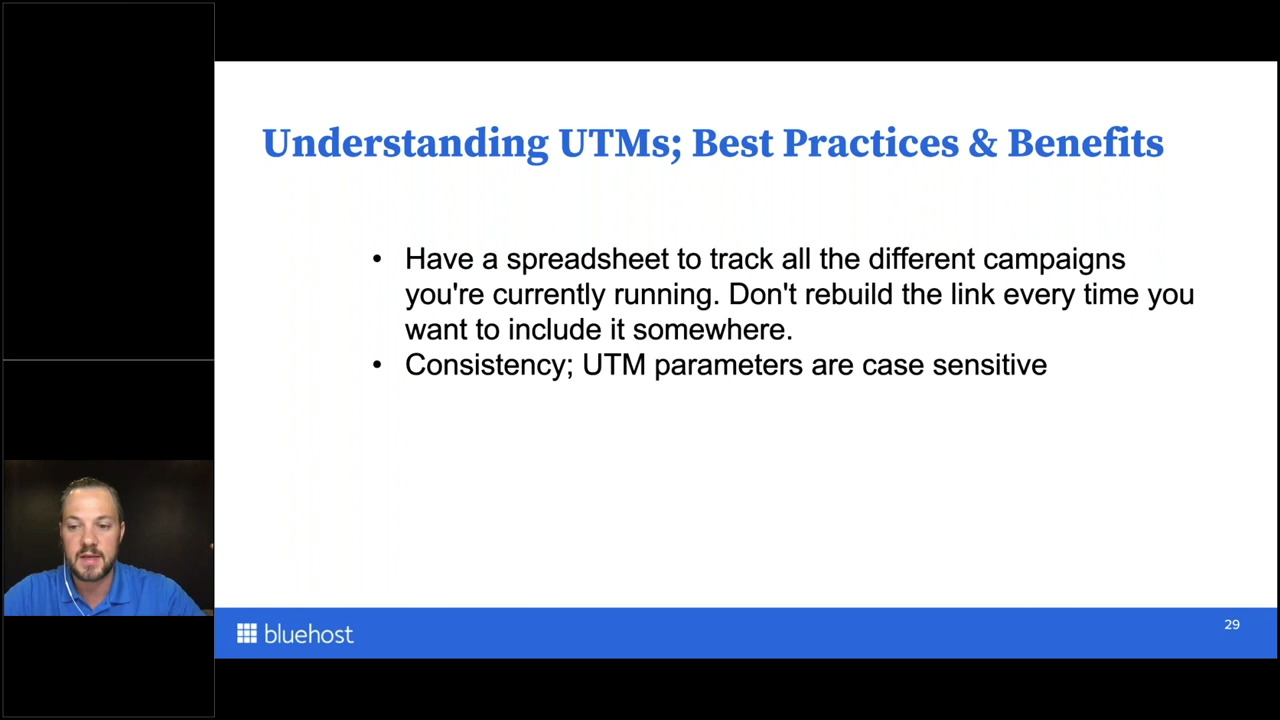 Understanding UTMs; Best Practices & Benefits
• Have a spreadsheet to track all the different campaigns
you're currently running. Don't rebuild the link every time you
want to include it somewhere.
• Consistency; UTM parameters are case sensitive
bluehost
29